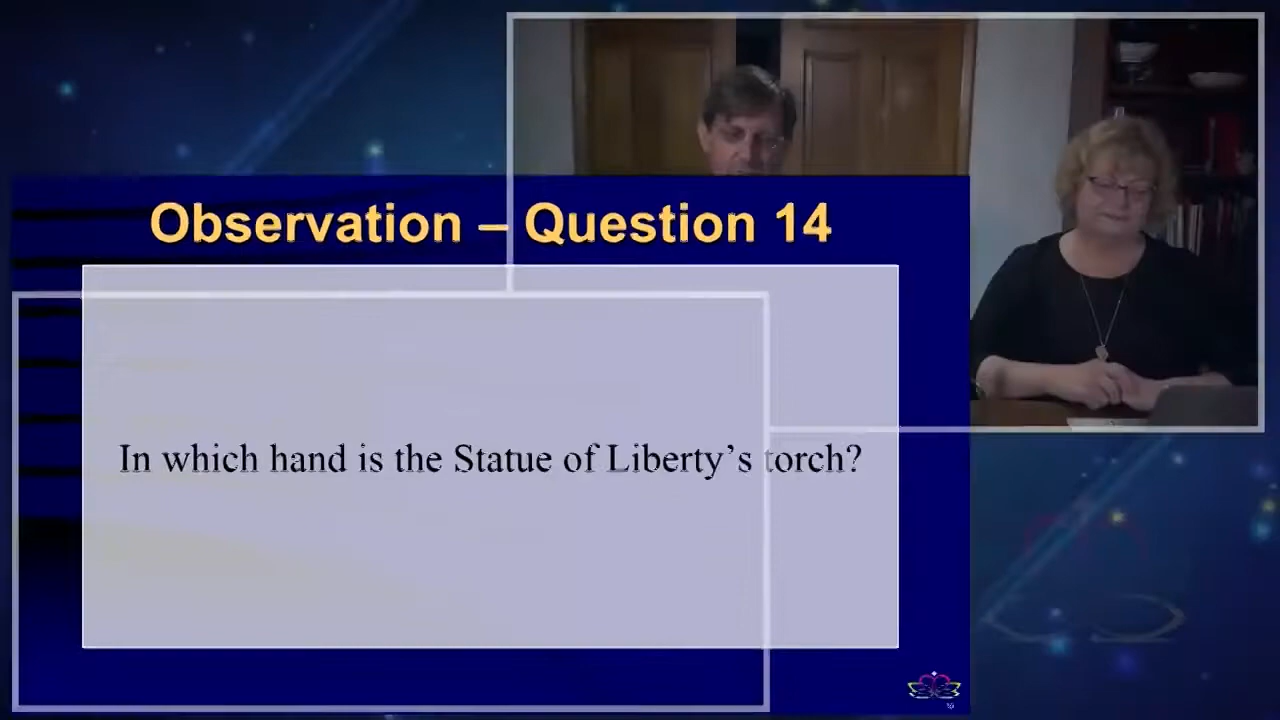 Observation – Question 14
In which hand is the Statue of Liberty’s torch?